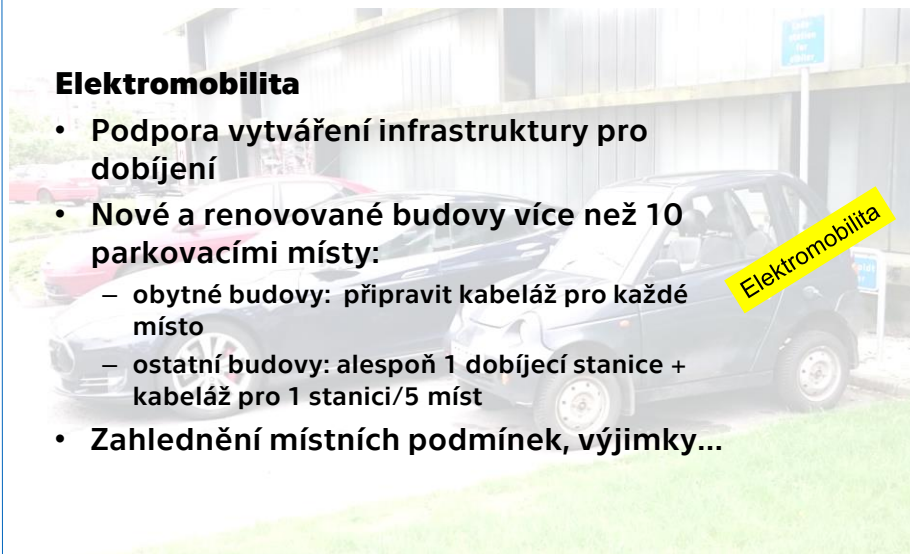 Elektromobilita
• Podpora vytváření infrastruktury pro
dobíjení
• Nové a renovované budovy více než 10
parkovacími místy:
– obytné budovy: připravit kabeláž pro každé
místo
– ostatní budovy: alespoň 1 dobíjecí stanice +
kabeláž pro 1 stanici/5 míst
• Zahlednění místních podmínek, výjimky...
Elektromobilita